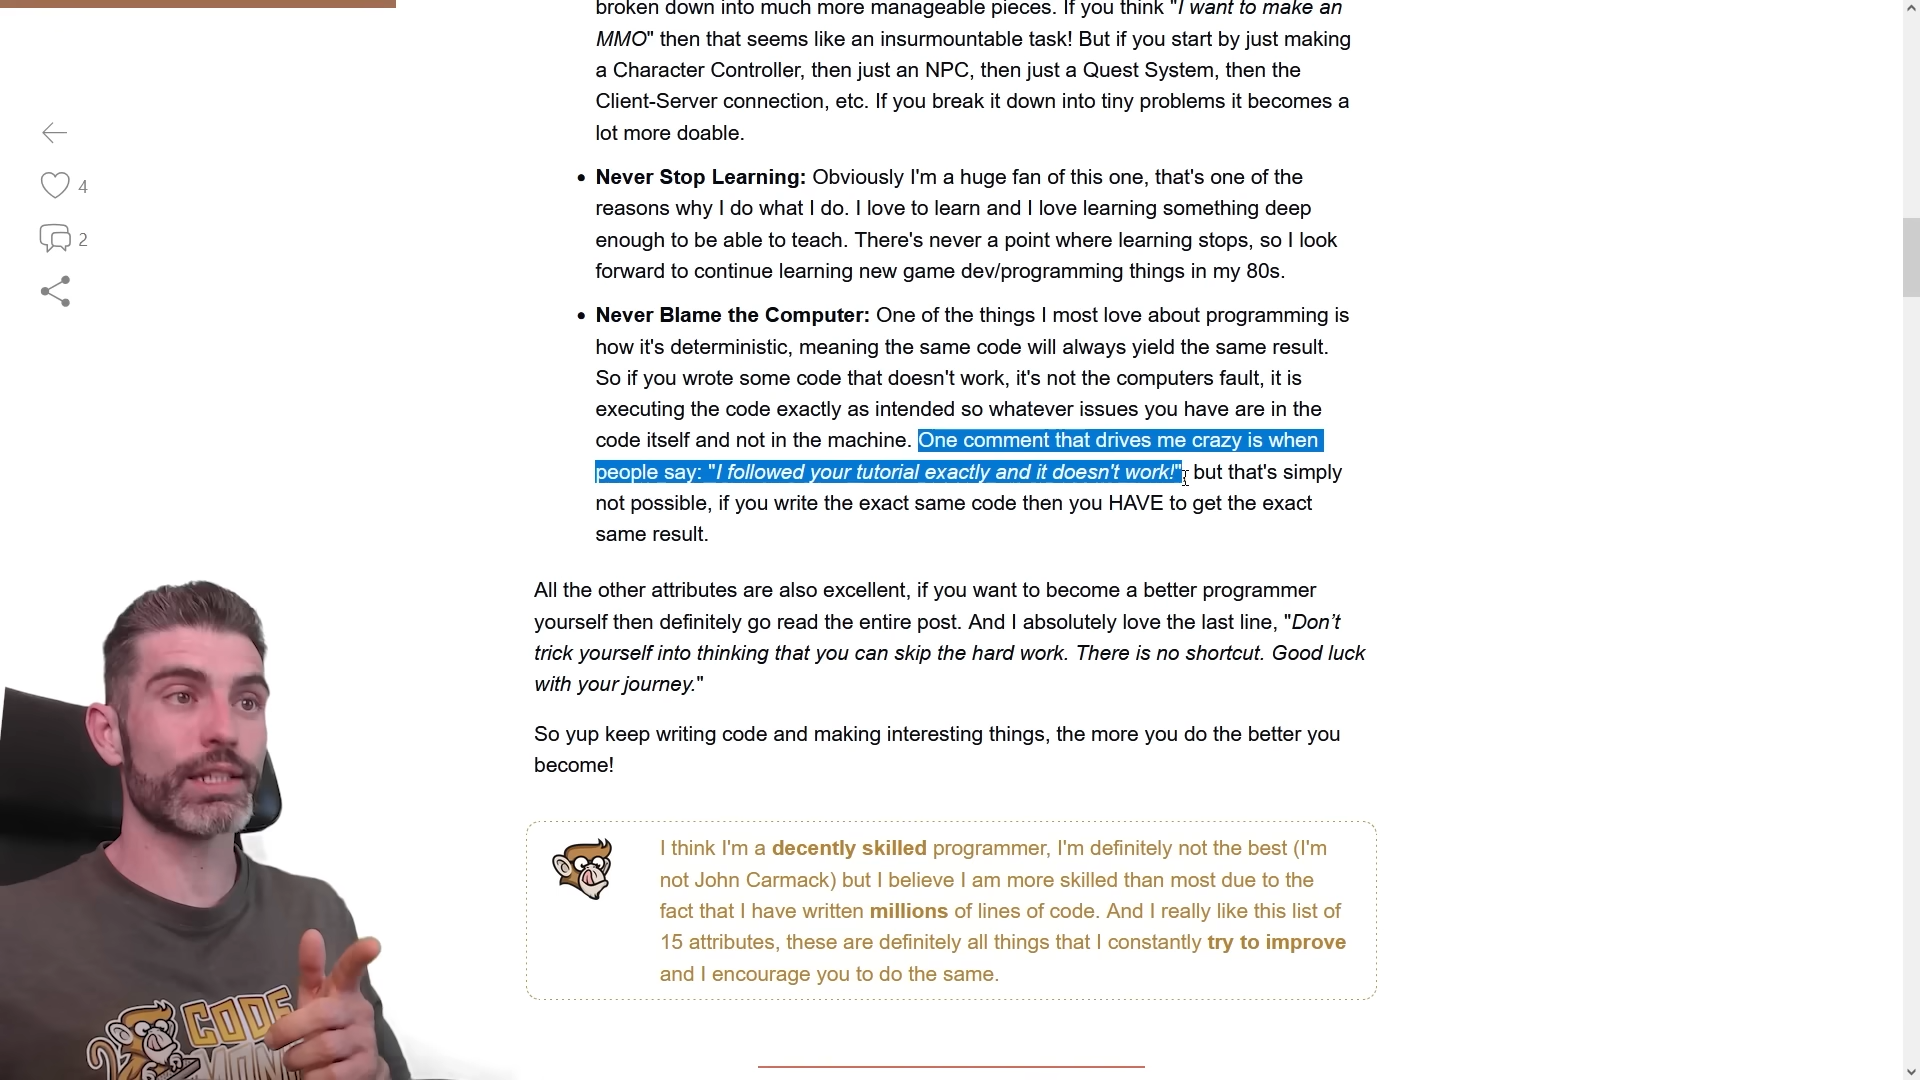 broken down into much more manageable pieces. If you think "I want to make an
MMO" then that seems like an insurmountable task! But if you start by just making
a Character Controller, then just an NPC, then just a Quest System, then the
Client-Server connection, etc. If you break it down into tiny problems it becomes a
lot more doable.
4
2
• Never Stop Learning: Obviously I'm a huge fan of this one, that's one of the
reasons why I do what I do. I love to learn and I love learning something deep
enough to be able to teach. There's never a point where learning stops, so I look
forward to continue learning new game dev/programming things in my 80s.
• Never Blame the Computer: One of the things I most love about programming is
how it's deterministic, meaning the same code will always yield the same result.
So if you wrote some code that doesn't work, it's not the computers fault, it is
executing the code exactly as intended so whatever issues you have are in the
code itself and not in the machine. One comment that drives me crazy is when
people say: "I followed your tutorial exactly and it doesn't work!", but that's simply
not possible, if you write the exact same code then you HAVE to get the exact
same result.
All the other attributes are also excellent, if you want to become a better programmer
yourself then definitely go read the entire post. And I absolutely love the last line, "Don’t
trick yourself into thinking that you can skip the hard work. There is no shortcut. Good luck
with your journey."
So yup keep writing code and making interesting things, the more you do the better you
become!
I think I'm a decently skilled programmer, I'm definitely not the best (I'm
not John Carmack) but I believe I am more skilled than most due to the
fact that I have written millions of lines of code. And I really like this list of
15 attributes, these are definitely all things that I constantly try to improve
and I encourage you to do the same.
CODE